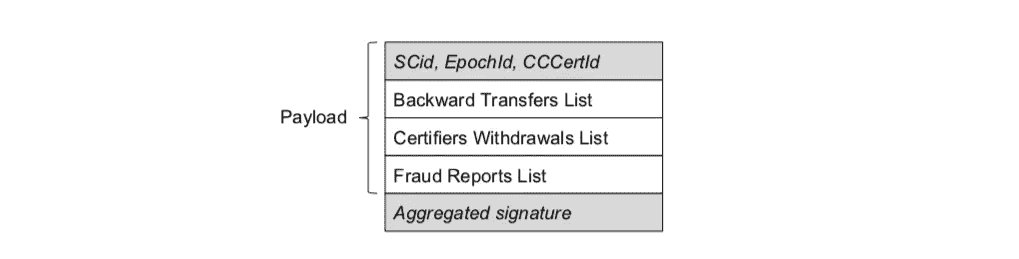 SCid, EpochId, CCCertId
Backward Transfers List
Payload
Certifiers Withdrawals List
Fraud Reports List
Aggregated signature